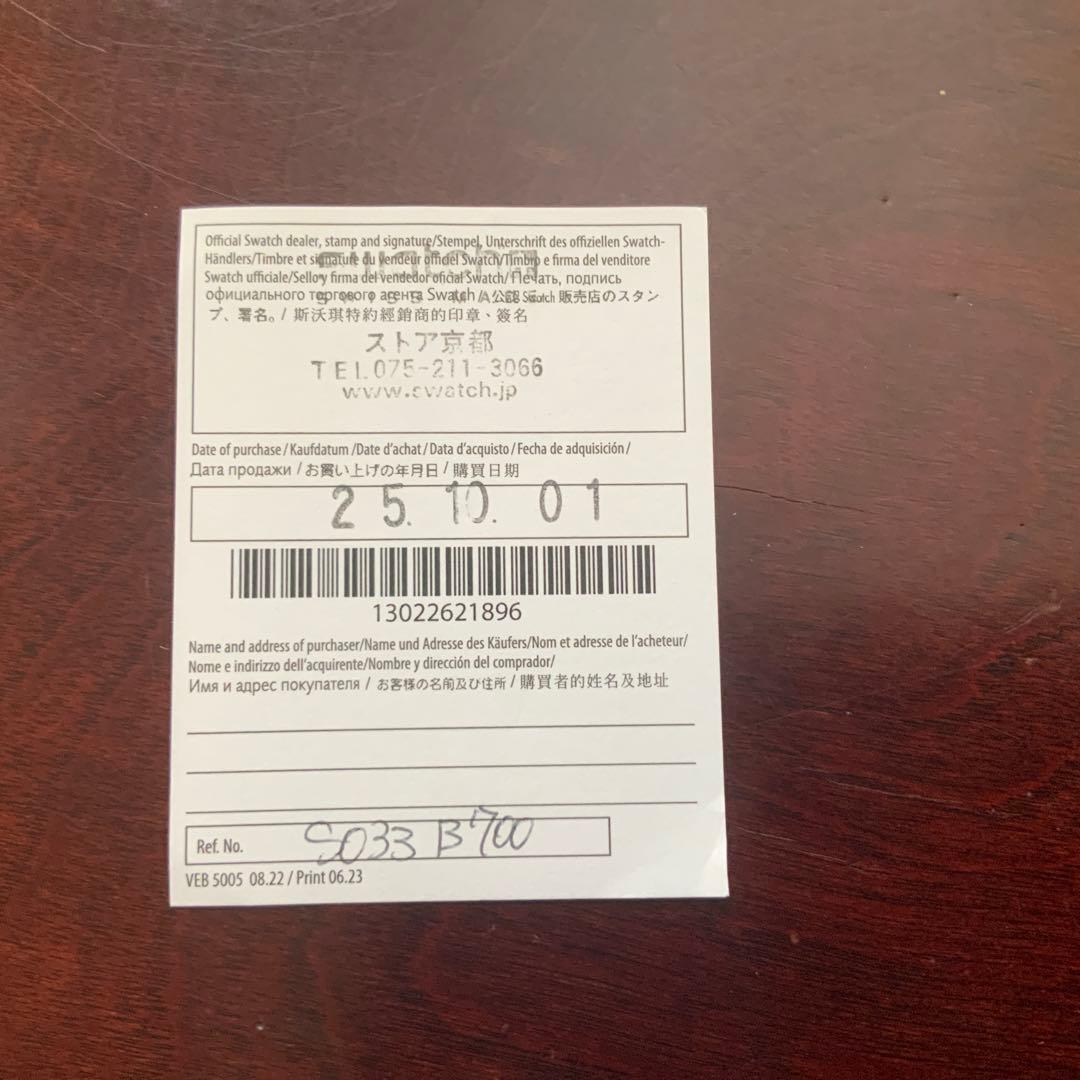 Official Swatch dealer, stamp and signature/Stempel, Unterschrift des offiziellen Swatch-
Händlers/Timbre et signature du vendeur officiel Swatch/Timbro e firma del venditore
swatch
Swatch ufficiale/Sello y firma del vendedor oficial Swatch/Печать, подпись
официального торгового агента Swatch / 公認 Swatch 販売店のスタン
プ、署名。/ 斯沃琪特約經銷商的印章、簽名
ストア京都
TEL.075-211-3066
www.swatch.jp
Date of purchase/Kaufdatum/Date d'achat/Data d'acquisto/Fecha de adquisición/
Дата продажи / お買い上げの年月日 / 購買日期
25.10.01
13022621896
Name and address of purchaser/Name und Adresse des Käufers/Nom et adresse de l'acheteur/
Nome e indirizzo dell'acquirente/Nombre y dirección del comprador/
Имя и адрес покупателя / お客様の名前及び住所 / 購買者的姓名及地址
Ref. No. SO33 B700
VEB 5005 08.22 / Print 06.23